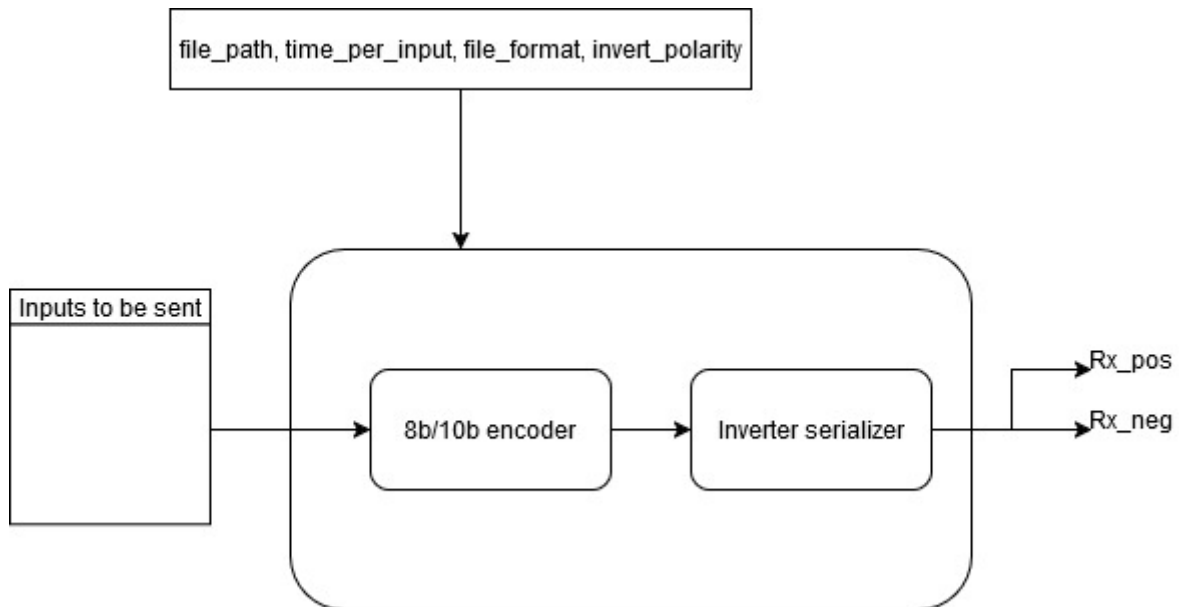 file_path, time_per_input, file_format, invert_polarity
Inputs to be sent
8b/10b encoder
Inverter serializer
Rx_pos
Rx_neg